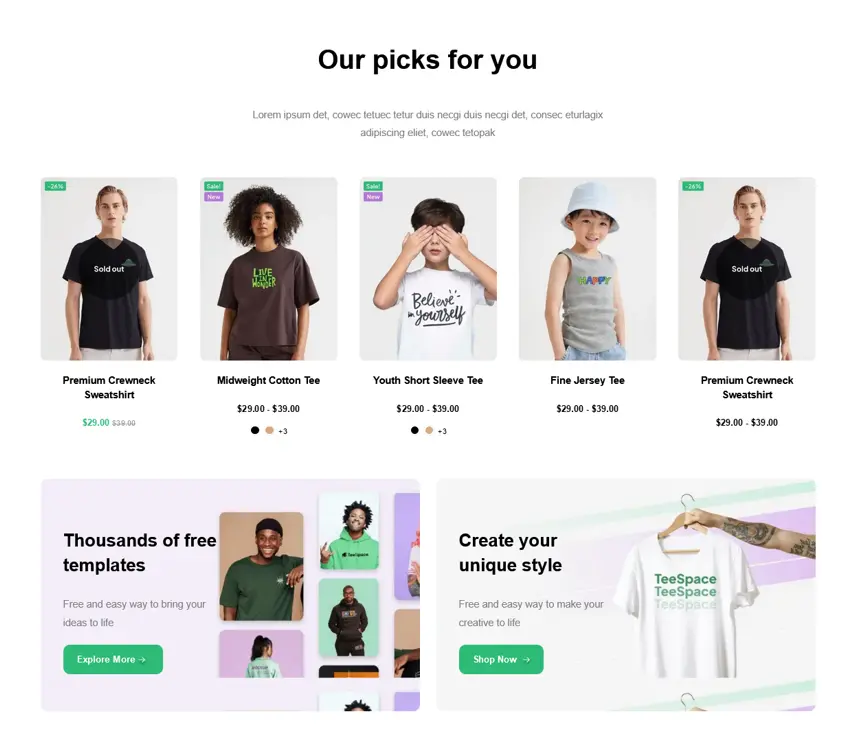 Our picks for you
Lorem ipsum det, cowec tetuec tetur duis necgi duis necgi det, consec eturlagix
adipiscing eliet, cowec tetopak
-26%
Sold out
Premium Crewneck
Sweatshirt
$29.00 $39.00
Sale!
New
LIVE
IN
WONDER
Midweight Cotton Tee
$29.00 - $39.00
+3
Sale!
New
Believe
in yourself
Youth Short Sleeve Tee
$29.00 - $39.00
+3
HAPPY
Fine Jersey Tee
$29.00 - $39.00
-26%
Sold out
Premium Crewneck
Sweatshirt
$29.00 - $39.00
Thousands of free
templates
Free and easy way to bring your
ideas to life
Explore More →
TeeSpace
Create your
unique style
Free and easy way to make your
creative to life
Shop Now →
TeeSpace
TeeSpace
TeeSpace